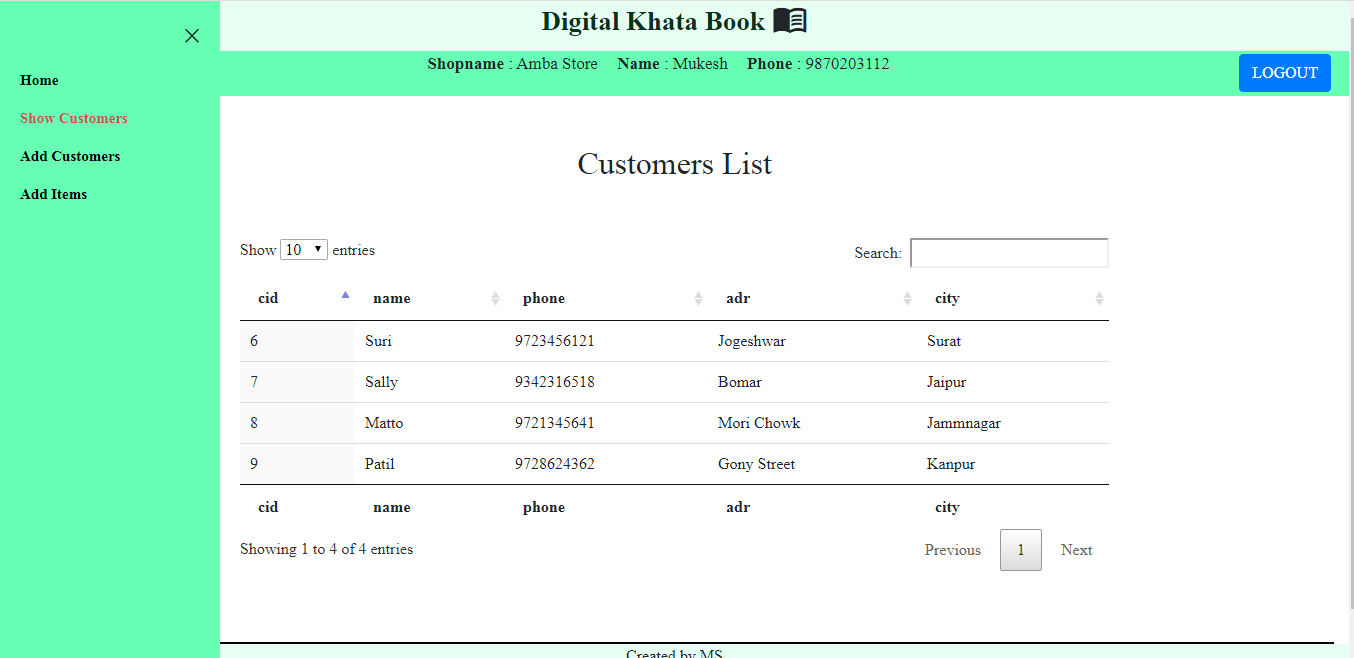 Digital Khata Book
Shopname : Amba Store Name : Mukesh Phone : 9870203112
LOGOUT
Home
Show Customers
Add Customers
Add Items
Customers List
Show 10 entries
Search:
cid name phone adr city
6 Suri 9723456121 Jogeshwar Surat
7 Sally 9342316518 Bomar Jaipur
8 Matto 9721345641 Mori Chowk Jammnagar
9 Patil 9728624362 Gony Street Kanpur
cid name phone adr city
Showing 1 to 4 of 4 entries
Previous 1 Next
Created by MS